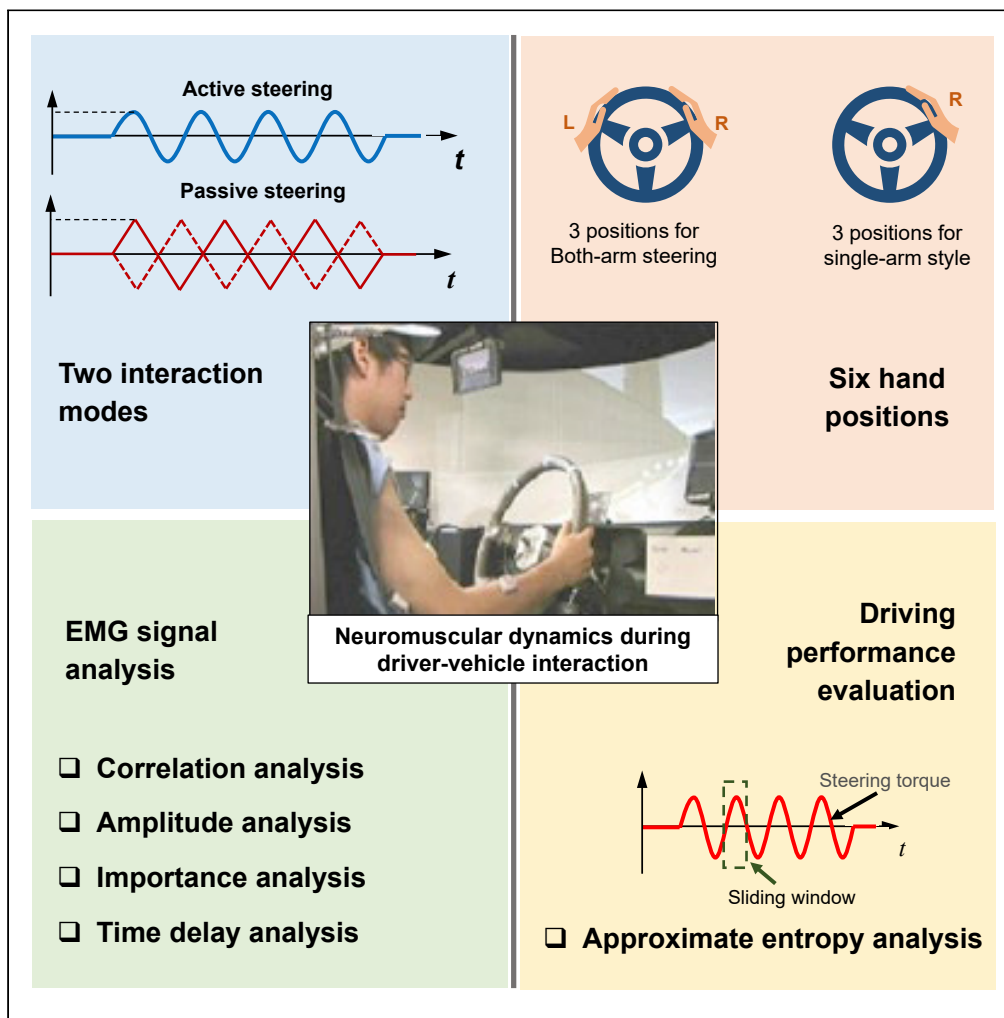 Active steering
t
Passive steering
t
Two interaction
modes
L
R
R
3 positions for
Both-arm steering
3 positions for
single-arm style
Six hand
positions
Neuromuscular dynamics during
driver-vehicle interaction
EMG signal
analysis
❑ Correlation analysis
❑ Amplitude analysis
❑ Importance analysis
❑ Time delay analysis
Driving
performance
evaluation
Steering torque
t
Sliding window
❑ Approximate entropy analysis